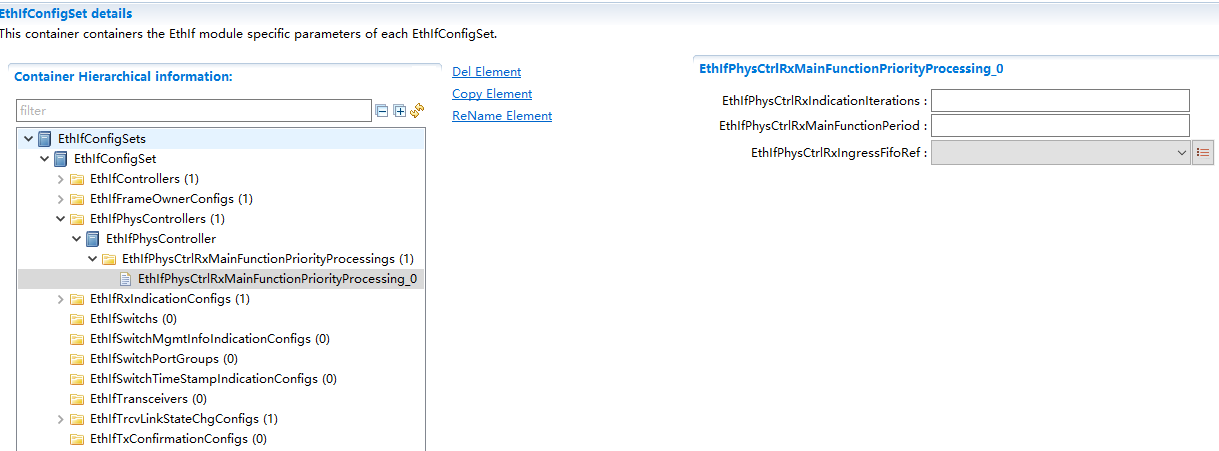 EthIfConfigSet details
This container containers the EthIf module specific parameters of each EthIfConfigSet.
Container Hierarchical information:
filter
EthIfConfigSets
EthIfConfigSet
EthIfControllers (1)
EthIfFrameOwnerConfigs (1)
EthIfPhysControllers (1)
EthIfPhysController
EthIfPhysCtrlRxMainFunctionPriorityProcessings (1)
EthIfPhysCtrlRxMainFunctionPriorityProcessing_0
EthIfRxIndicationConfigs (1)
EthIfSwitchs (0)
EthIfSwitchMgmtInfoIndicationConfigs (0)
EthIfSwitchPortGroups (0)
EthIfSwitchTimeStampIndicationConfigs (0)
EthIfTransceivers (0)
EthIfTrcvLinkStateChgConfigs (1)
EthIfTxConfirmationConfigs (0)
Del Element
Copy Element
ReName Element
EthIfPhysCtrlRxMainFunctionPriorityProcessing_0
EthIfPhysCtrlRxIndicationIterations :
EthIfPhysCtrlRxMainFunctionPeriod :
EthIfPhysCtrlRxIngressFifoRef :